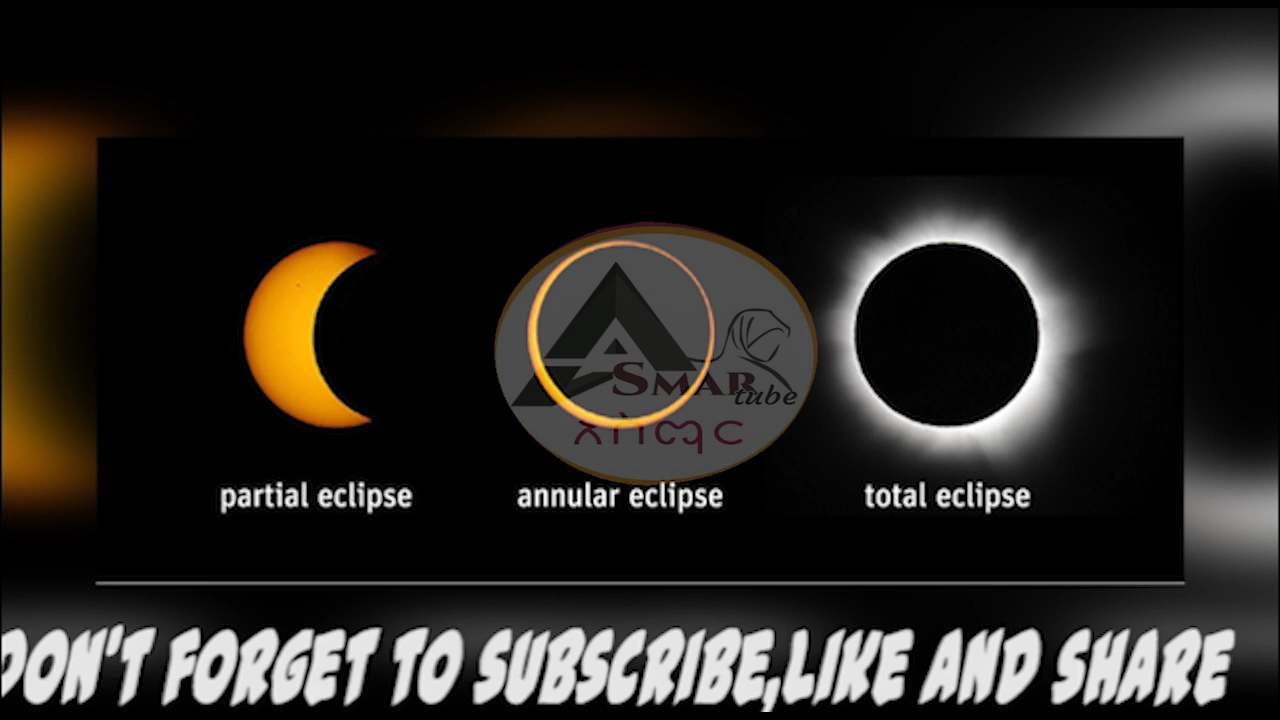 SMAR
tube
partial eclipse
annular eclipse
total eclipse
DON'T FORGET TO SUBSCRIBE,LIKE AND SHARE